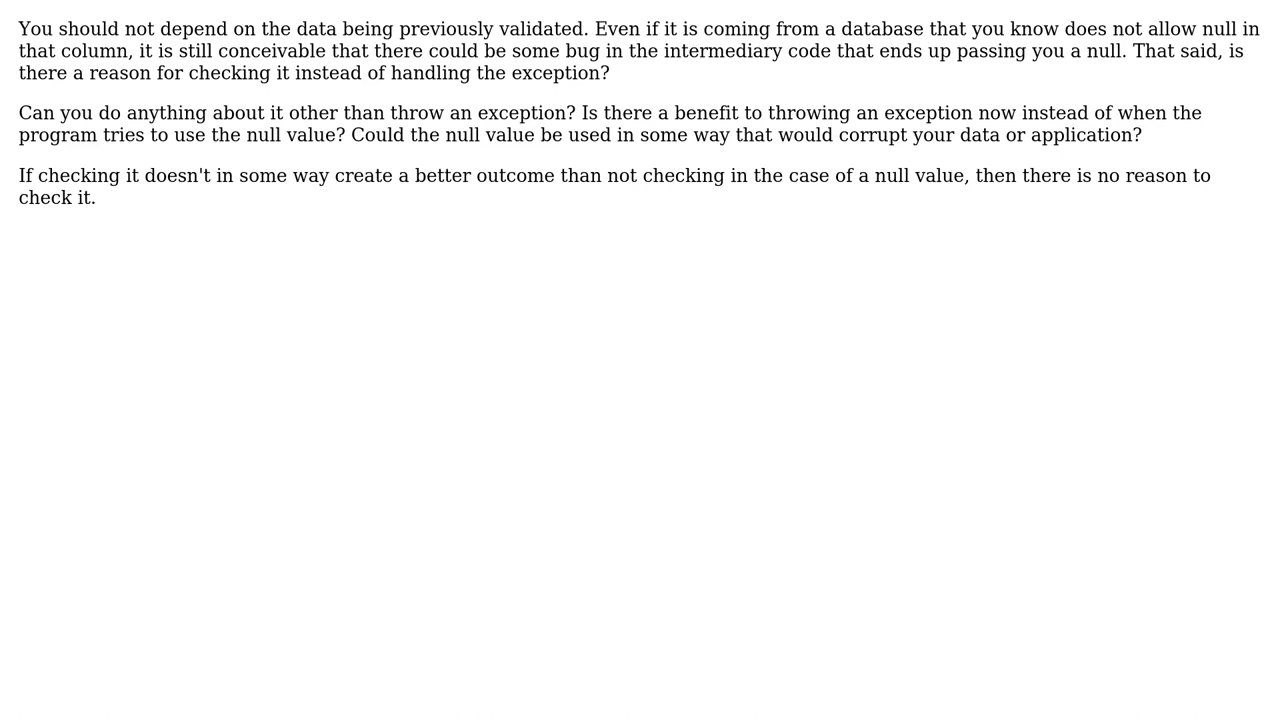 You should not depend on the data being previously validated. Even if it is coming from a database that you know does not allow null in
that column, it is still conceivable that there could be some bug in the intermediary code that ends up passing you a null. That said, is
there a reason for checking it instead of handling the exception?
Can you do anything about it other than throw an exception? Is there a benefit to throwing an exception now instead of when the
program tries to use the null value? Could the null value be used in some way that would corrupt your data or application?
If checking it doesn't in some way create a better outcome than not checking in the case of a null value, then there is no reason to
check it.